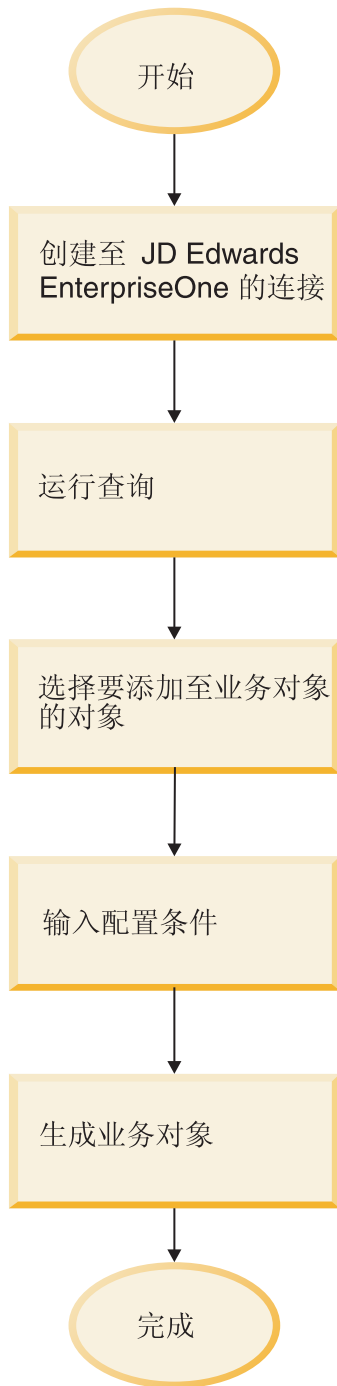 开始
创建至 JD Edwards
EnterpriseOne 的连接
运行查询
选择要添加至业务对象
的对象
输入配置条件
生成业务对象
完成